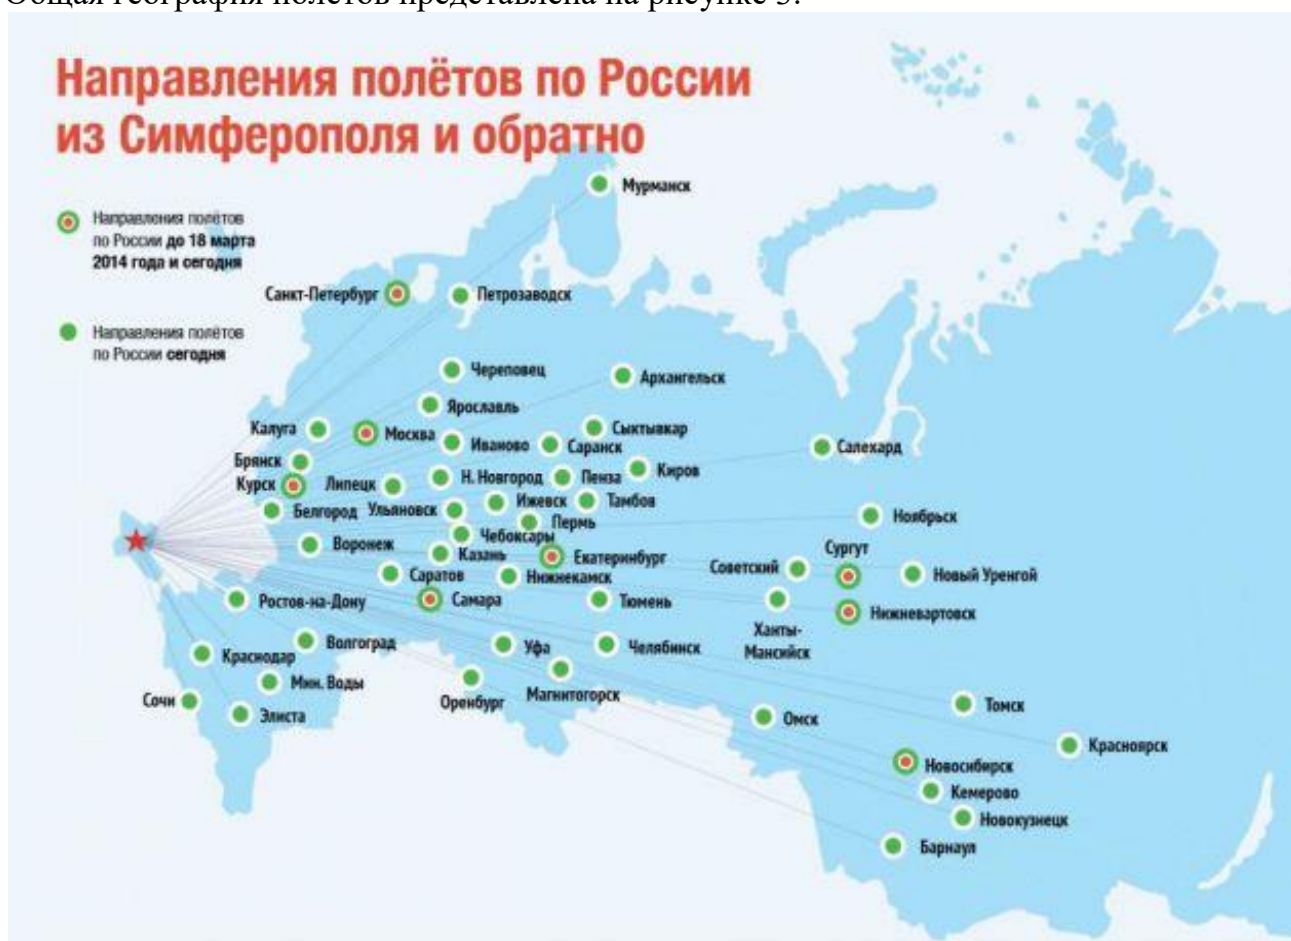 Общая география полетов представлена на рисунке 3.
Направления полётов по России
из Симферополя и обратно
Мурманск
Направления полётов
по России до 18 марта
2014 года и сегодня
Санкт-Петербург
Петрозаводск
Направления полётов
по России сегодня
Череповец
Архангельск
Ярославль
Калуга
Москва
Иваново
Саранск
Сыктывкар
Салехард
Брянск
Курск
Липецк
Н. Новгород
Пенза
Киров
Белгород
Ульяновск
Ижевск
Тамбов
Пермь
Ноябрьск
Воронеж
Чебоксары
Казань
Екатеринбург
Советский
Сургут
Новый Уренгой
Саратов
Нижнекамск
Ростов-на-Дону
Самара
Тюмень
Ханты-
Мансийск
Нижневартовск
Волгоград
Уфа
Челябинск
Краснодар
Мин. Воды
Оренбург
Магнитогорск
Сочи
Элиста
Омск
Томск
Красноярск
Новосибирск
Кемерово
Новокузнецк
Барнаул